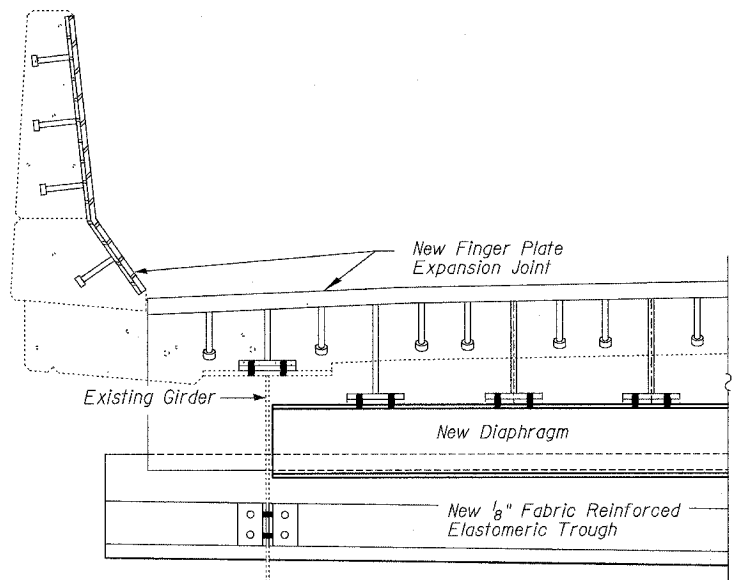 New Finger Plate
Expansion Joint
Existing Girder
New Diaphragm
New 1/8" Fabric Reinforced
Elastomeric Trough